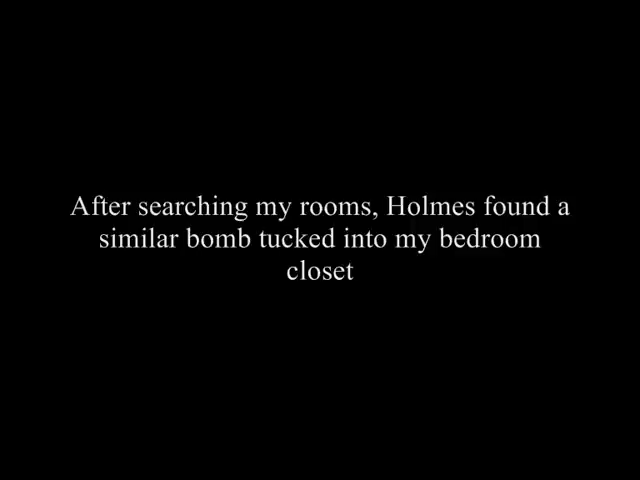 After searching my rooms, Holmes found a
similar bomb tucked into my bedroom
closet